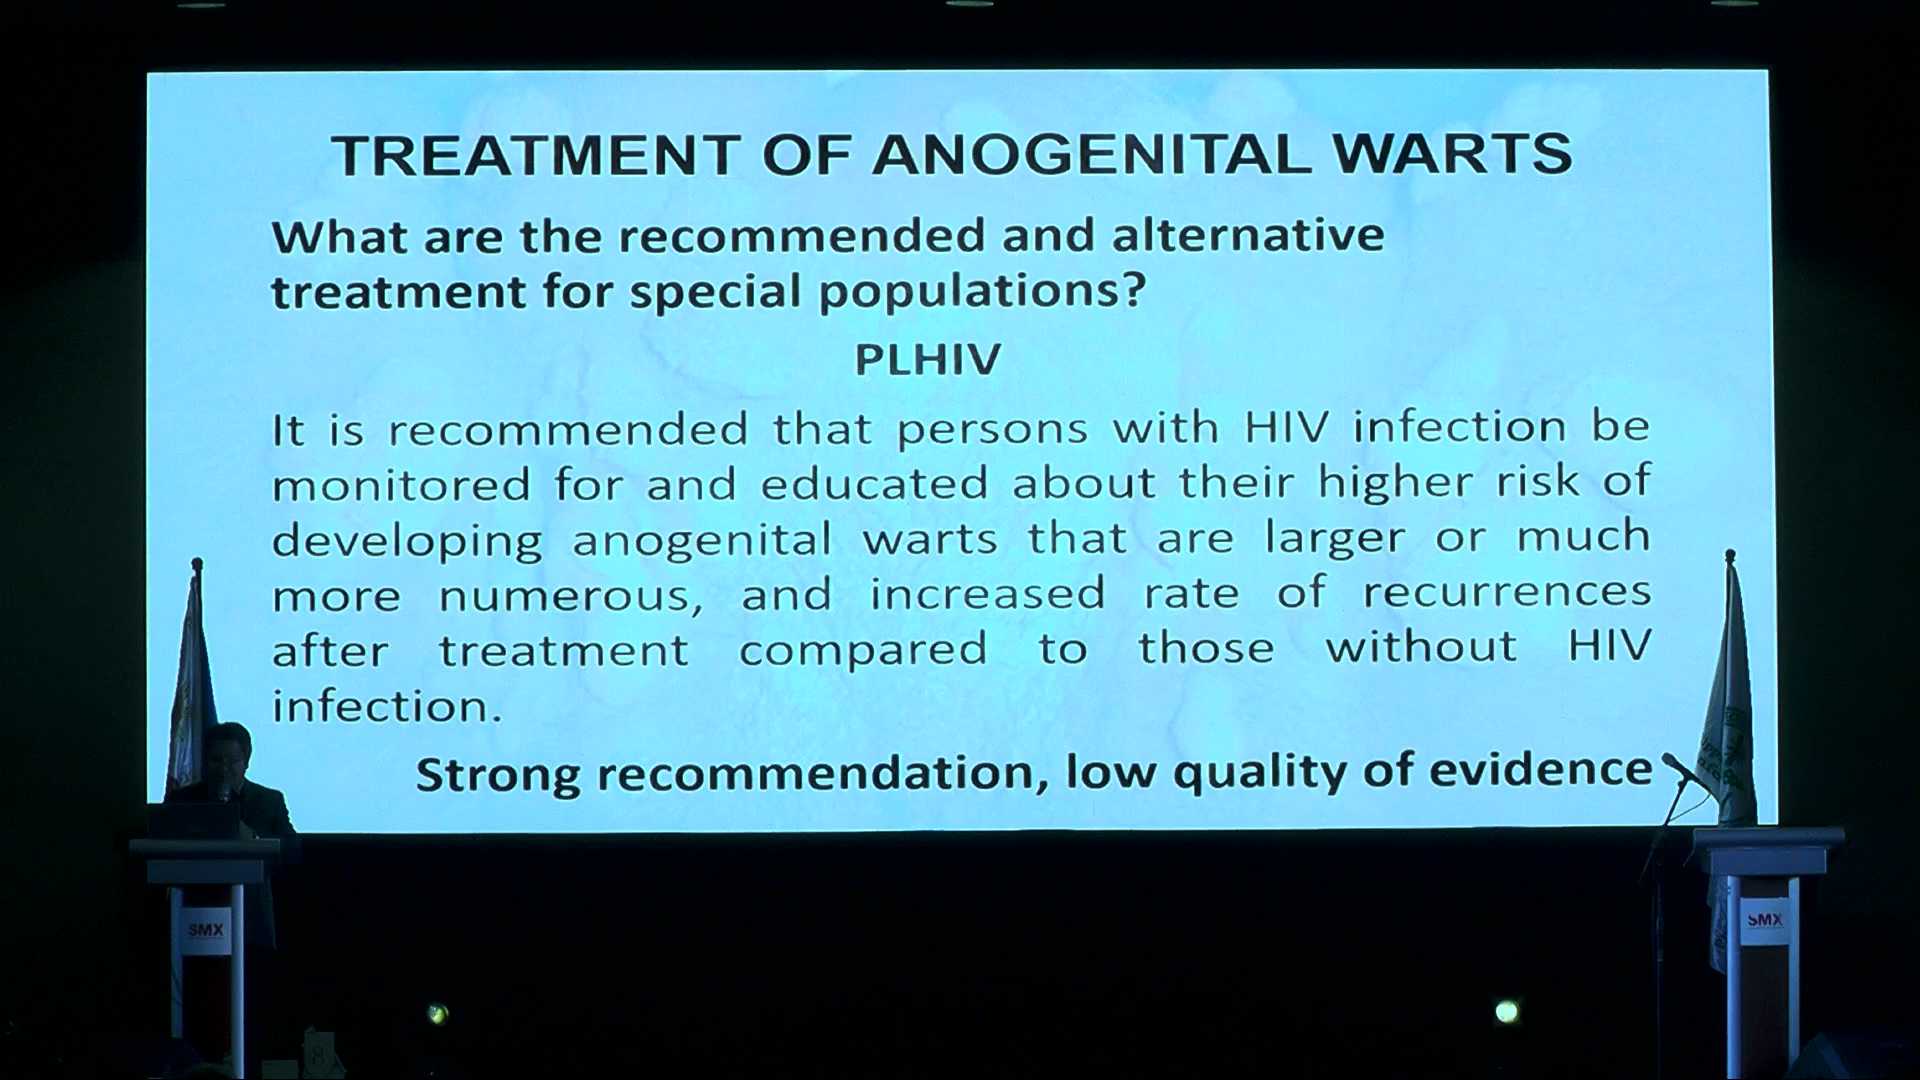 TREATMENT OF ANOGENITAL WARTS
What are the recommended and alternative
treatment for special populations?
PLHIV
It is recommended that persons with HIV infection be
monitored for and educated about their higher risk of
developing anogenital warts that are larger or much
more numerous, and increased rate of recurrences
after treatment compared to those without HIV
infection.
Strong recommendation, low quality of evidence
SMX
SMX
8